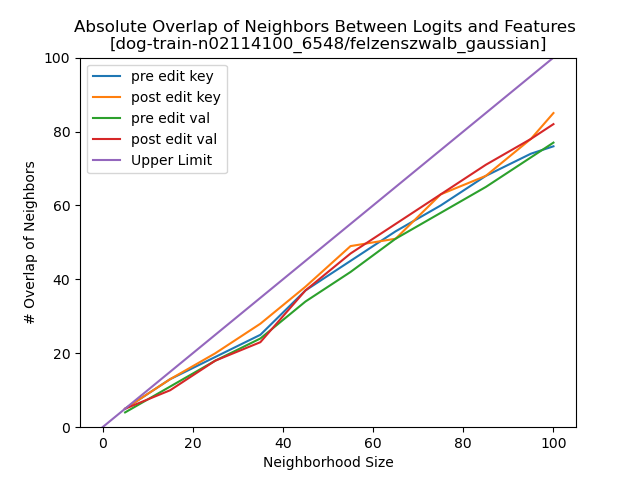 Absolute Overlap of Neighbors Between Logits and Features
[dog-train-n02114100_6548/felzenszwalb_gaussian]
100
80
60
40
20
0
# Overlap of Neighbors
pre edit key
post edit key
pre edit val
post edit val
Upper Limit
0 20 40 60 80 100
Neighborhood Size